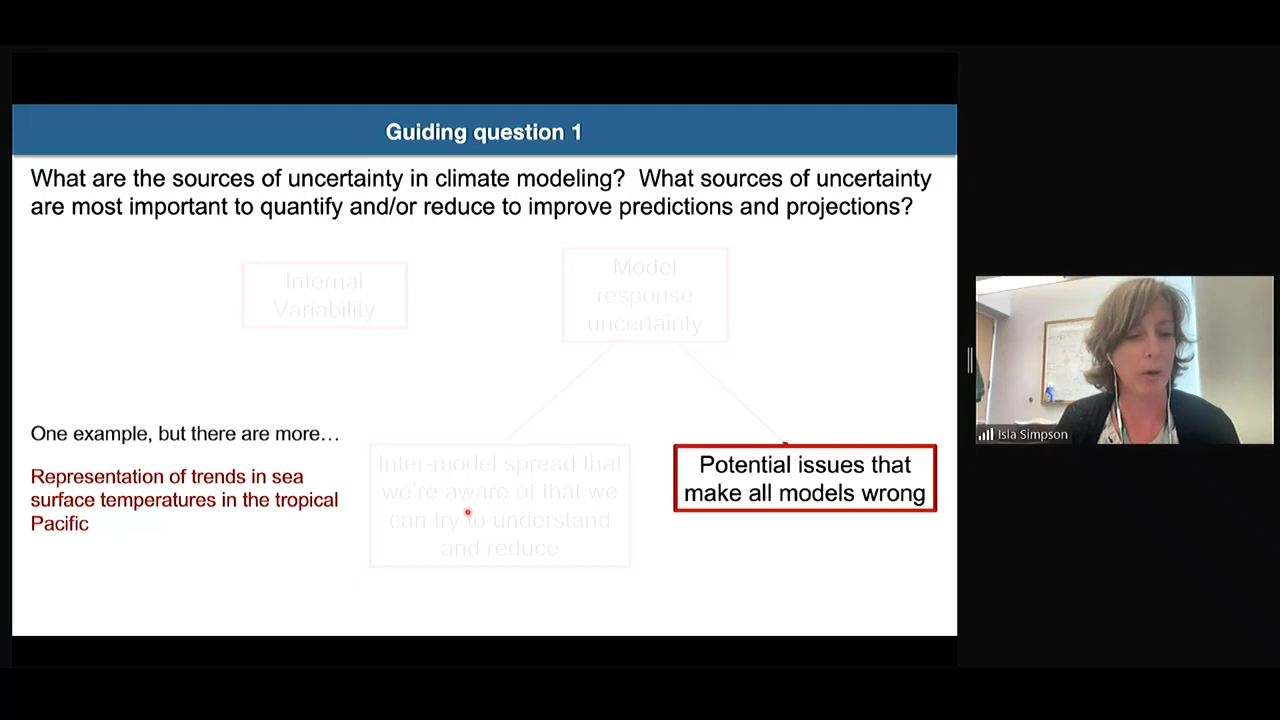 Guiding question 1
What are the sources of uncertainty in climate modeling? What sources of uncertainty
are most important to quantify and/or reduce to improve predictions and projections?
Internal
Variability
Model
response
uncertainty
One example, but there are more…
Representation of trends in sea
surface temperatures in the tropical
Pacific
Inter-model spread that
we're aware of that we
can try to understand
and reduce
Potential issues that
make all models wrong
Isla Simpson